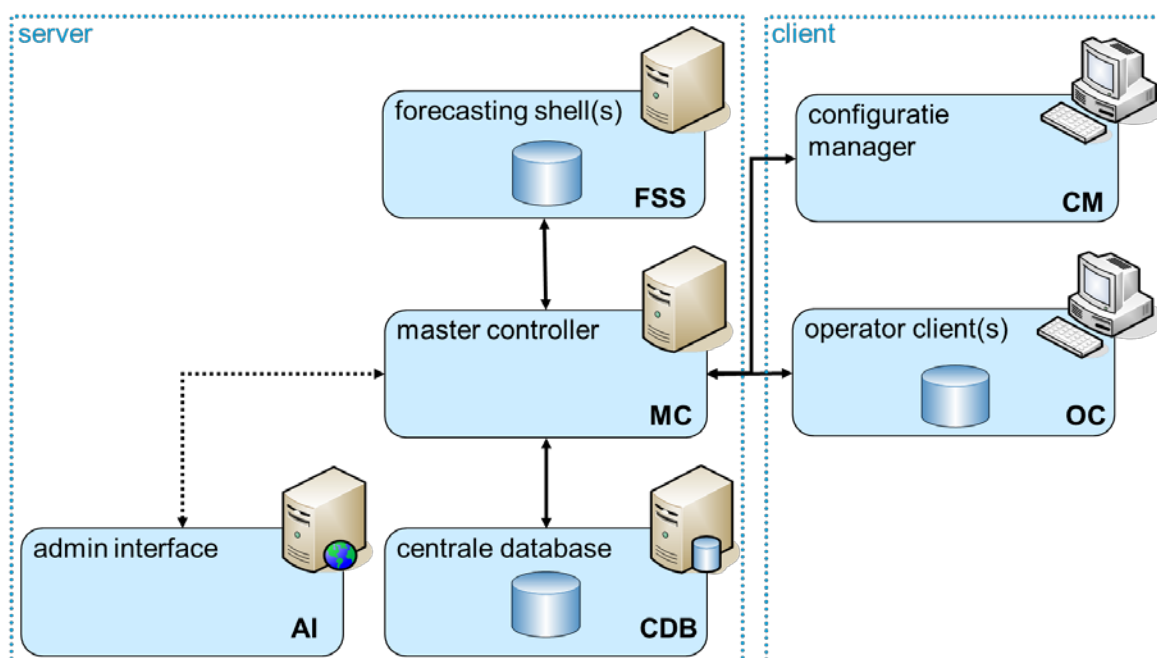 server
client
forecasting shell(s)
FSS
configuratie
manager
CM
master controller
MC
operator client(s)
OC
admin interface
AI
centrale database
CDB